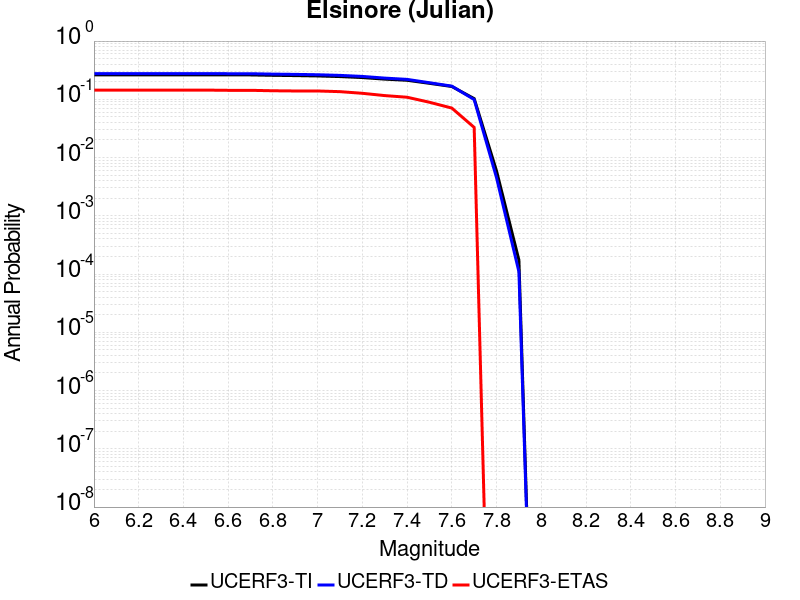 Elsinore (Julian)
10^0
10^-1
10^-2
10^-3
10^-4
10^-5
10^-6
10^-7
10^-8
Annual Probability
6 6.2 6.4 6.6 6.8 7 7.2 7.4 7.6 7.8 8 8.2 8.4 8.6 8.8 9
Magnitude
UCERF3-TI UCERF3-TD UCERF3-ETAS